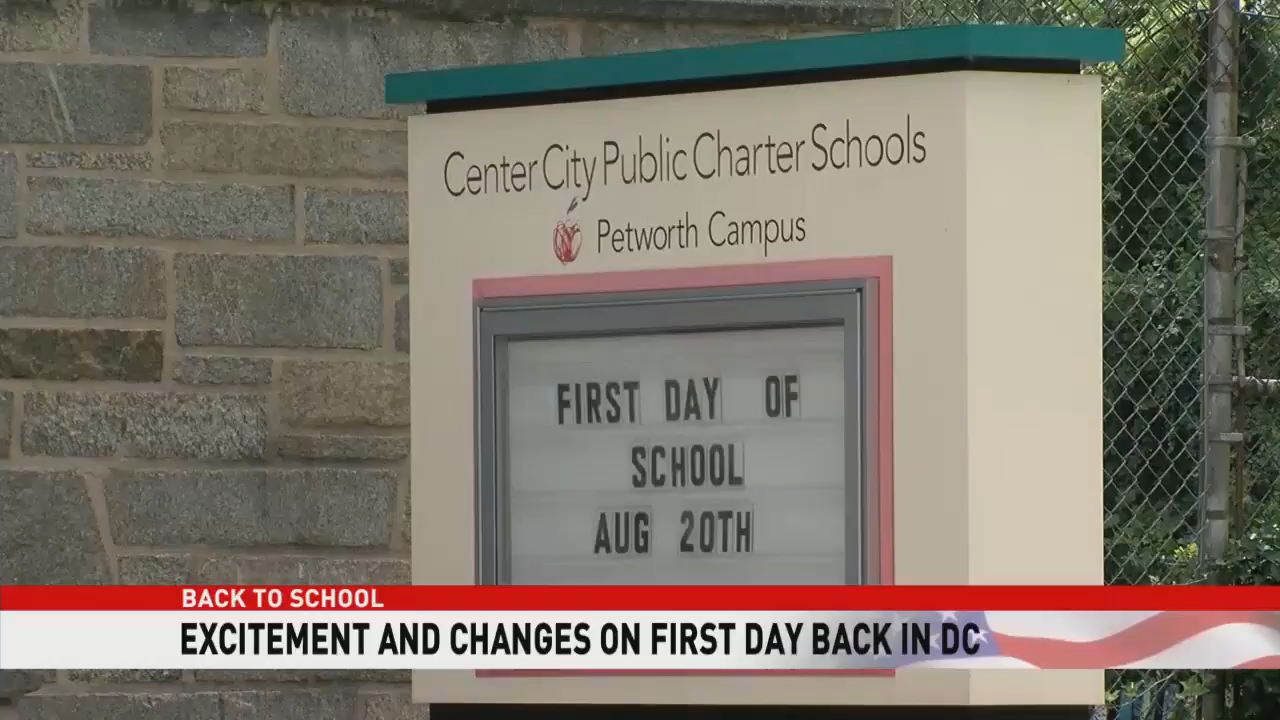 Center City Public Charter Schools
Petworth Campus
FIRST DAY OF
SCHOOL
AUG 20TH
BACK TO SCHOOL
EXCITEMENT AND CHANGES ON FIRST DAY BACK IN DC